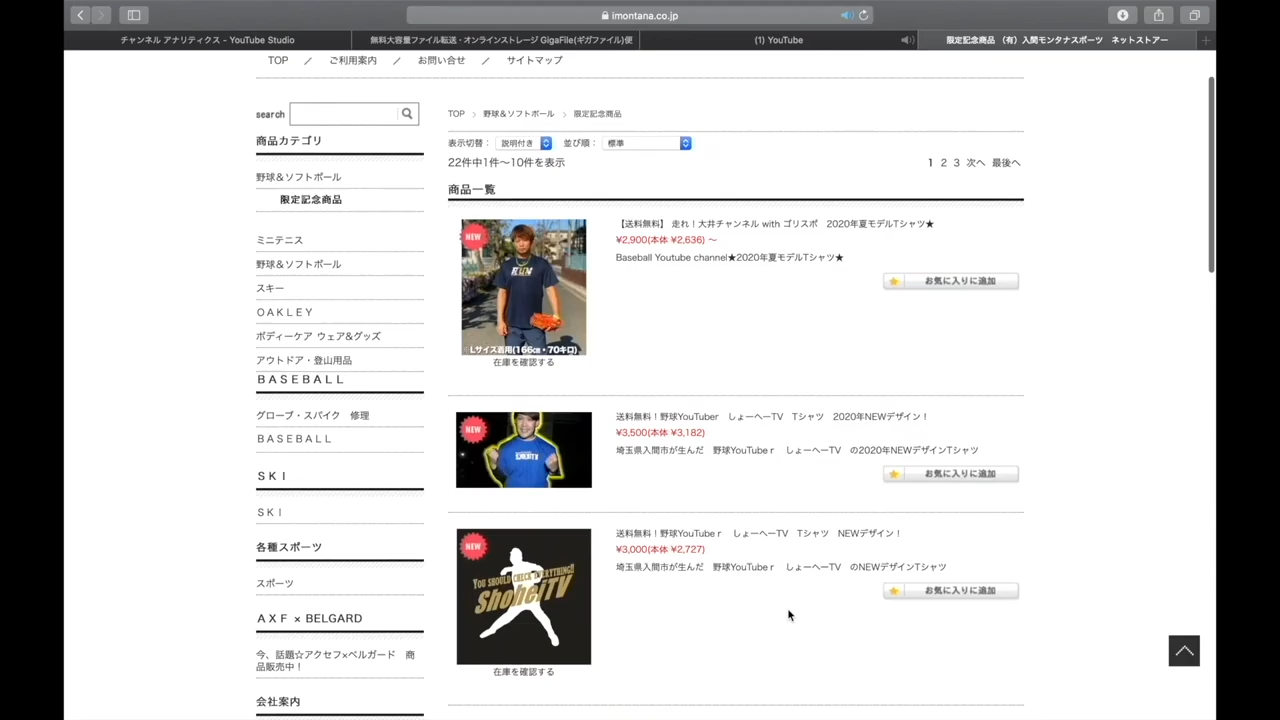 imontana.co.jp
チャンネル アナリティクス - YouTube Studio
無料大容量ファイル転送・オンラインストレージ GigaFile(ギガファイル)便
(1) YouTube
限定記念商品 （有）入間モンタナスポーツ ネットストアー
TOP ／ ご利用案内 ／ お問い合せ ／ サイトマップ
search
商品カテゴリ
野球＆ソフトボール
限定記念商品
ミニテニス
野球＆ソフトボール
スキー
ＯＡＫＬＥＹ
ボディーケア ウェア&グッズ
アウトドア・登山用品
ＢＡＳＥＢＡＬＬ
グローブ・スパイク 修理
ＢＡＳＥＢＡＬＬ
ＳＫＩ
ＳＫＩ
各種スポーツ
スポーツ
ＡＸＦ × BELGARD
今、話題☆アクセフ×ベルガード 商
品販売中！
会社案内
TOP > 野球＆ソフトボール > 限定記念商品
表示切替： 説明付き 並び順： 標準
22件中1件～10件を表示
1 2 3 次へ 最後へ
商品一覧
NEW
RUN
Lサイズ着用(166㎝・70キロ)
在庫を確認する
【送料無料】 走れ！大井チャンネル with ゴリスポ 2020年夏モデルTシャツ★
¥2,900(本体 ¥2,636) ～
Baseball Youtube channel★2020年夏モデルTシャツ★
お気に入りに追加
NEW
SHOHEITV
送料無料！野球YouTuber しょーへーTV Tシャツ 2020年NEWデザイン！
¥3,500(本体 ¥3,182)
埼玉県入間市が生んだ 野球YouTubeｒ しょーへーTV の2020年NEWデザインTシャツ
お気に入りに追加
NEW
YOU SHOULD CHECK EVERYTHING!!
ShoheiTV
在庫を確認する
送料無料！野球YouTubeｒ しょーへーTV Tシャツ NEWデザイン！
¥3,000(本体 ¥2,727)
埼玉県入間市が生んだ 野球YouTubeｒ しょーへーTV のNEWデザインTシャツ
お気に入りに追加